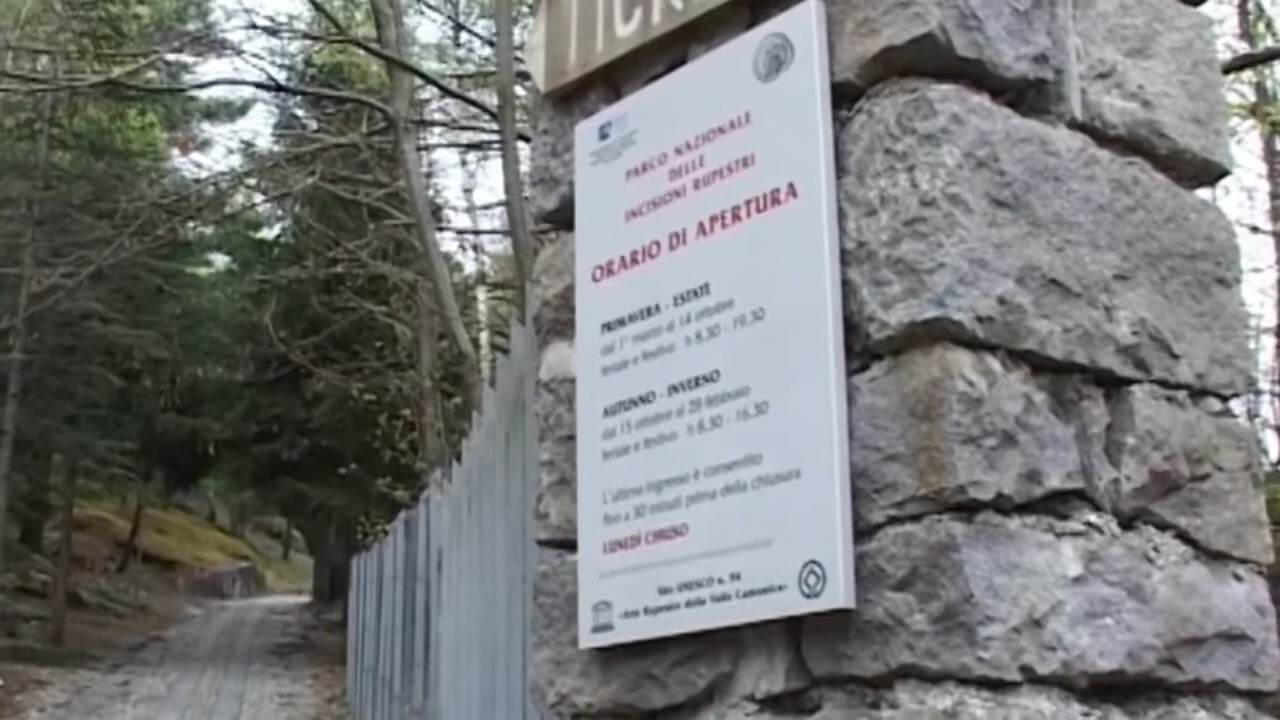 TICK
PARCO NAZIONALE
DELLE
INCISIONI RUPESTRI
ORARIO DI APERTURA
PRIMAVERA - ESTATE
dal 1° marzo al 14 ottobre
feriale e festivo h 8.30 - 19.30
AUTUNNO - INVERNO
dal 15 ottobre al 28 febbraio
feriale e festivo h 8.30 - 16.30
L'ultimo ingresso è consentito
fino a 30 minuti prima della chiusura
LUNEDÌ CHIUSO
Sito UNESCO n. 94
«Arte Rupestre della Valle Camonica»